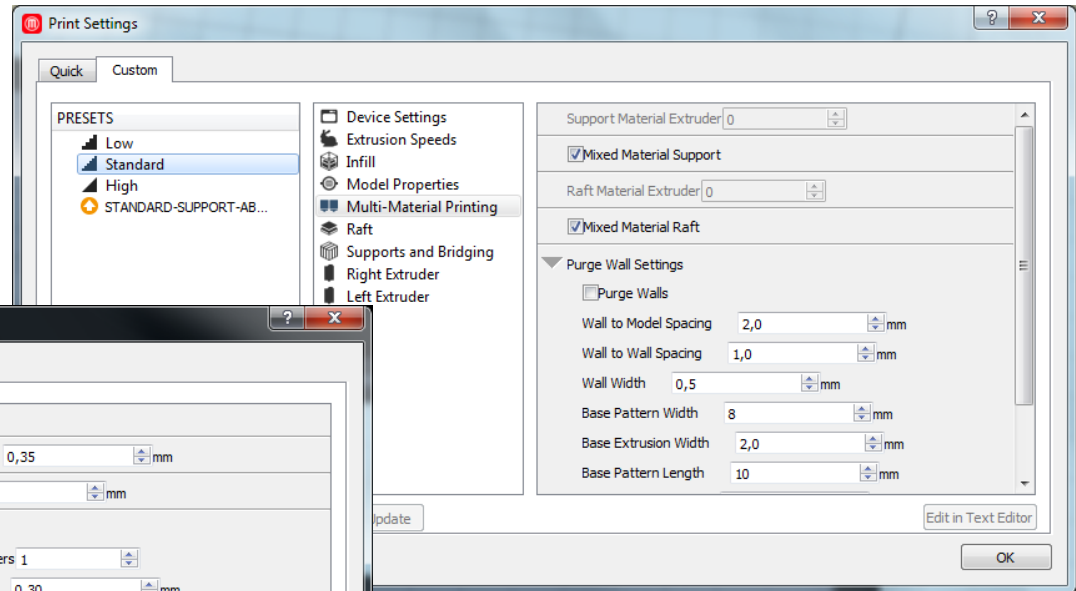 Print Settings
Quick
Custom
PRESETS
Low
Standard
High
STANDARD-SUPPORT-AB...
Device Settings
Extrusion Speeds
Infill
Model Properties
Multi-Material Printing
Raft
Supports and Bridging
Right Extruder
Left Extruder
Support Material Extruder 0
Mixed Material Support
Raft Material Extruder 0
Mixed Material Raft
Purge Wall Settings
Purge Walls
Wall to Model Spacing 2,0 mm
Wall to Wall Spacing 1,0 mm
Wall Width 0,5 mm
Base Pattern Width 8 mm
Base Extrusion Width 2,0 mm
Base Pattern Length 10 mm
Update
Edit in Text Editor
OK
0,35 mm
mm
ers 1
0,30 mm